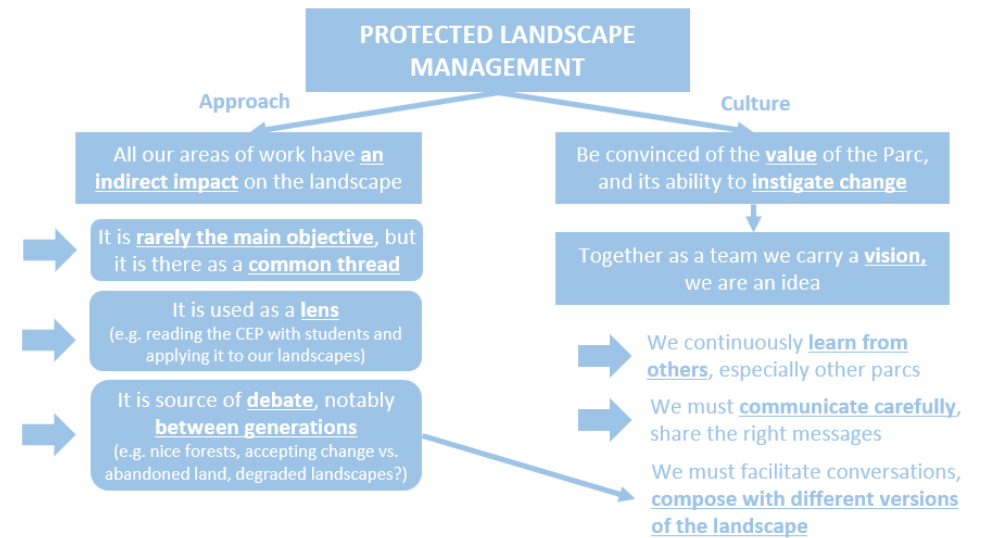 PROTECTED LANDSCAPE
MANAGEMENT
Approach
All our areas of work have an
indirect impact on the landscape
It is rarely the main objective, but
it is there as a common thread
It is used as a lens
(e.g. reading the CEP with students and
applying it to our landscapes)
It is source of debate, notably
between generations
(e.g. nice forests, accepting change vs.
abandoned land, degraded landscapes?)
Culture
Be convinced of the value of the Parc,
and its ability to instigate change
Together as a team we carry a vision,
we are an idea
We continuously learn from
others, especially other parcs
We must communicate carefully,
share the right messages
We must facilitate conversations,
compose with different versions
of the landscape